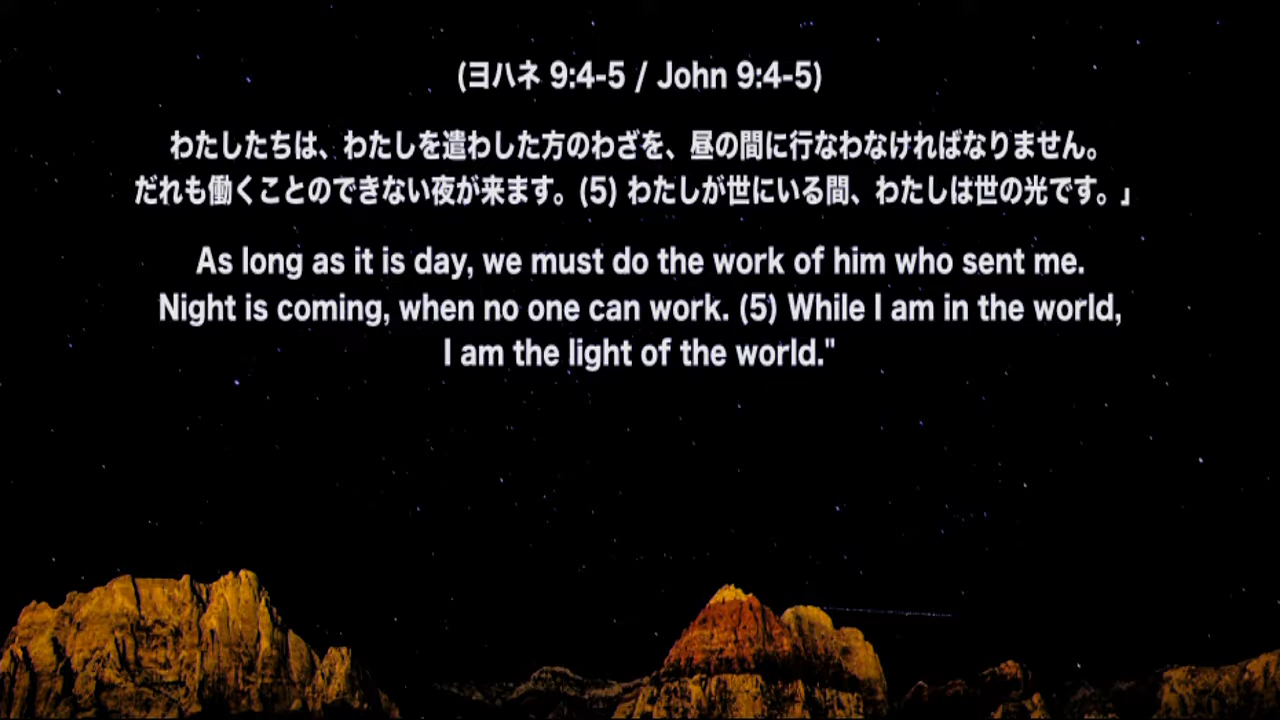 (ヨハネ 9:4-5 / John 9:4-5)
わたしたちは、わたしを遣わした方のわざを、昼の間に行なわなければなりません。
だれも働くことのできない夜が来ます。(5) わたしが世にいる間、わたしは世の光です。」
As long as it is day, we must do the work of him who sent me.
Night is coming, when no one can work. (5) While I am in the world,
I am the light of the world."